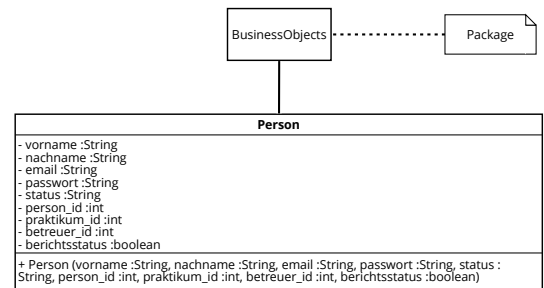 BusinessObjects
Package
Person
- vorname :String
- nachname :String
- email :String
- passwort :String
- status :String
- person_id :int
- praktikum_id :int
- betreuer_id :int
- berichtsstatus :boolean
+ Person (vorname :String, nachname :String, email :String, passwort :String, status :
String, person_id :int, praktikum_id :int, betreuer_id :int, berichtsstatus :boolean)